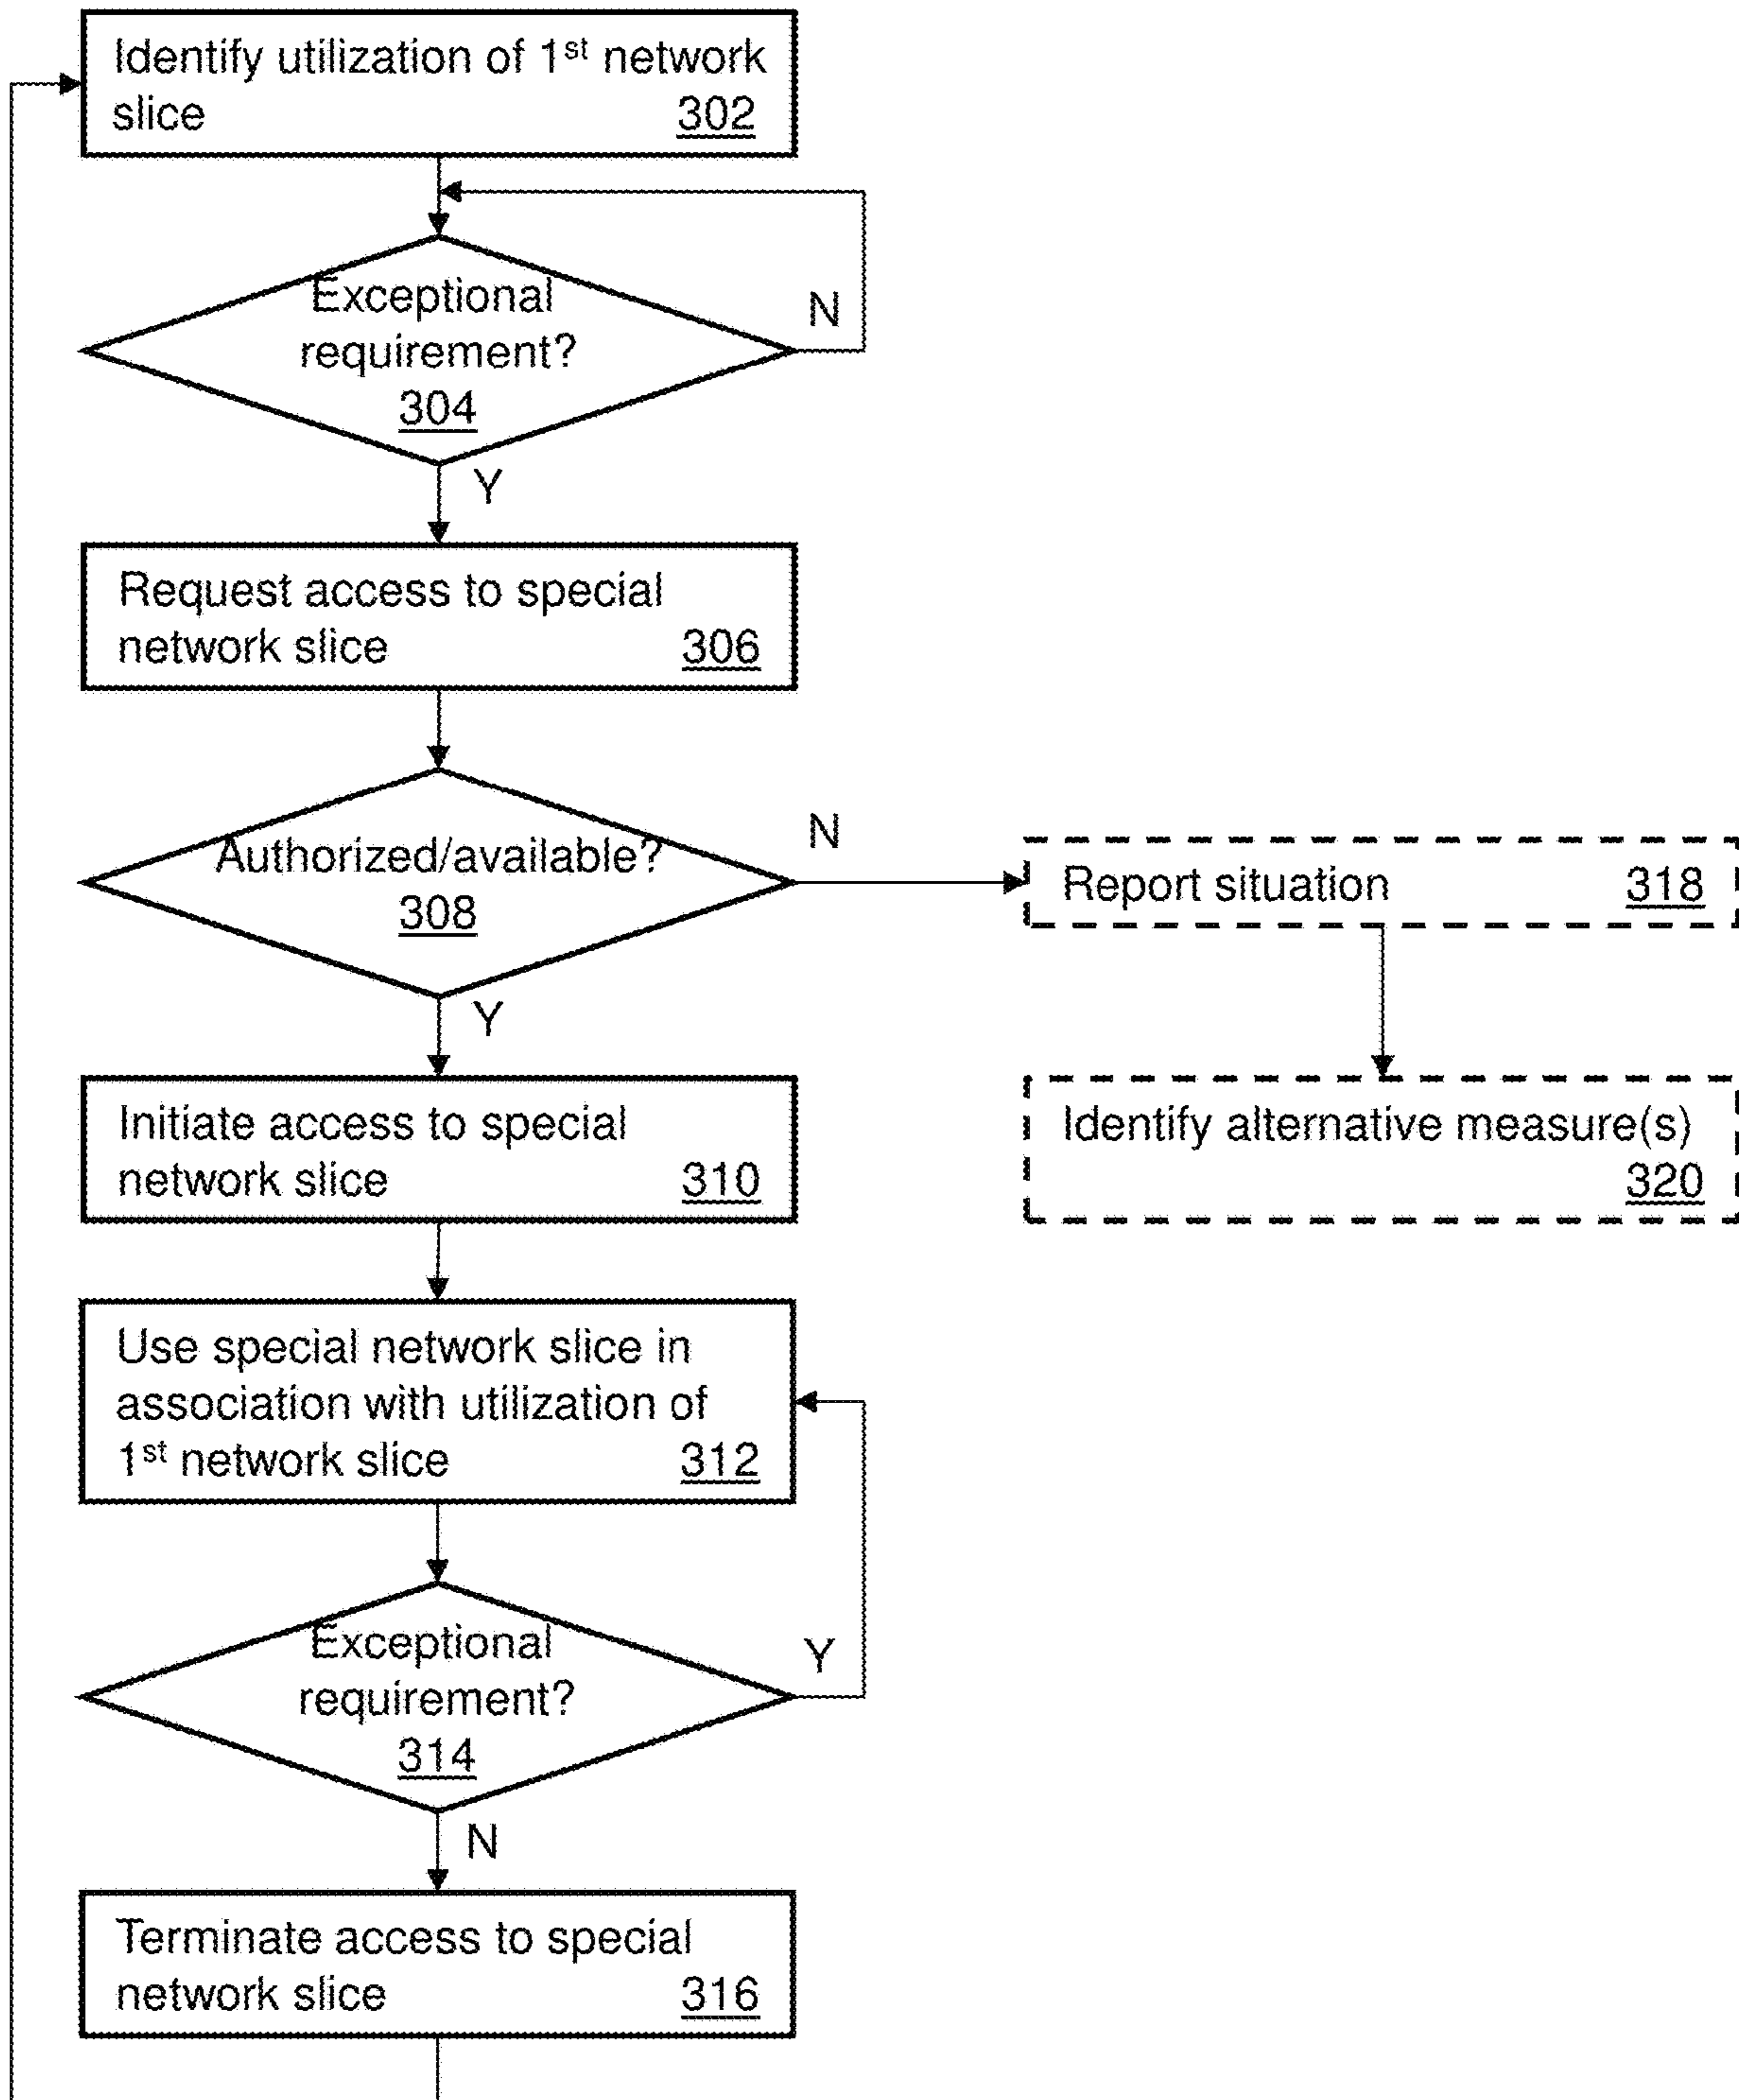 Identify utilization of 1st network
slice 302
Exceptional
requirement?
304
N
Y
Request access to special
network slice 306
Authorized/available?
308
N
Y
Report situation 318
Identify alternative measure(s)
320
Initiate access to special
network slice 310
Use special network slice in
association with utilization of
1st network slice 312
Exceptional
requirement?
314
Y
N
Terminate access to special
network slice 316